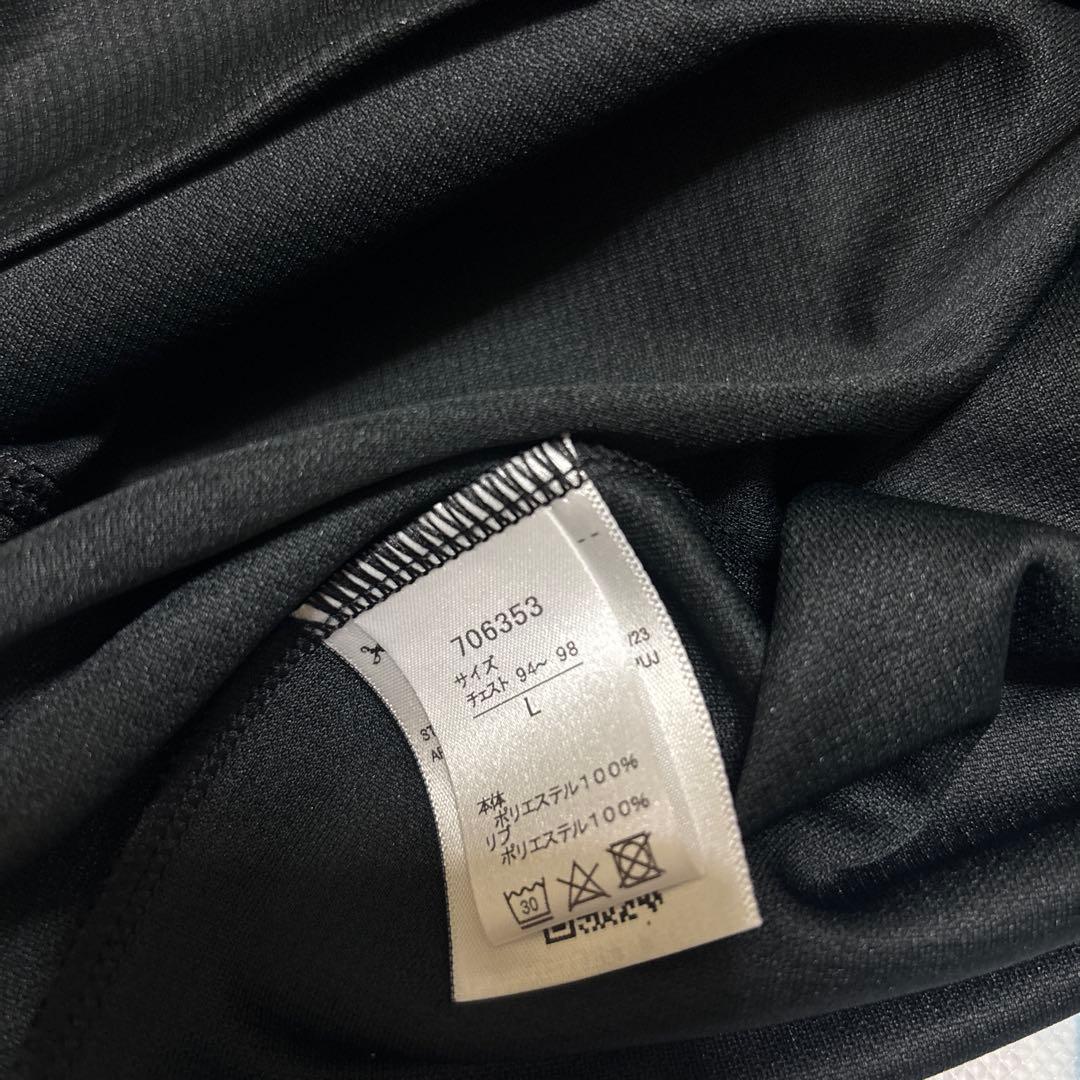 706353
サイズ
チェスト 94~ 98
L
本体
ポリエステル100%
リブ
ポリエステル100%
30
/23